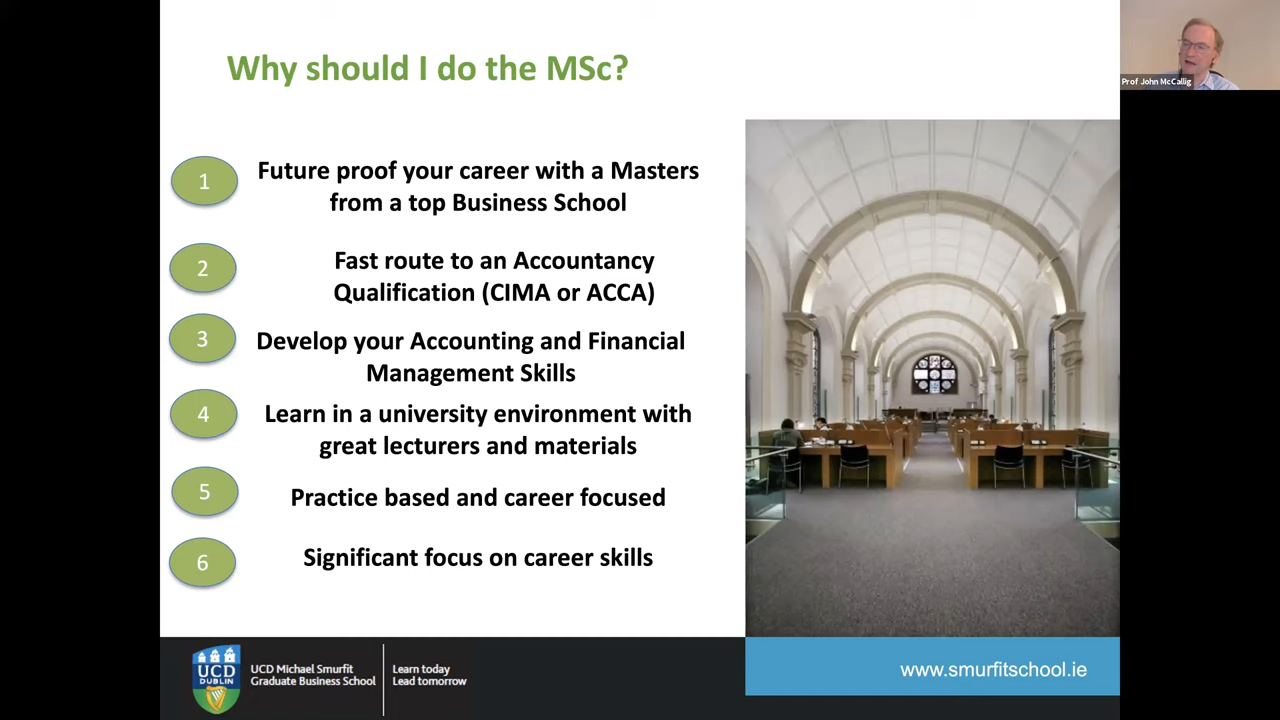 Why should I do the MSc?
Prof John McCallig
1
Future proof your career with a Masters
from a top Business School
2
Fast route to an Accountancy
Qualification (CIMA or ACCA)
3
Develop your Accounting and Financial
Management Skills
4
Learn in a university environment with
great lecturers and materials
5
Practice based and career focused
6
Significant focus on career skills
UCD
DUBLIN
UCD Michael Smurfit
Graduate Business School
Learn today
Lead tomorrow
www.smurfitschool.ie